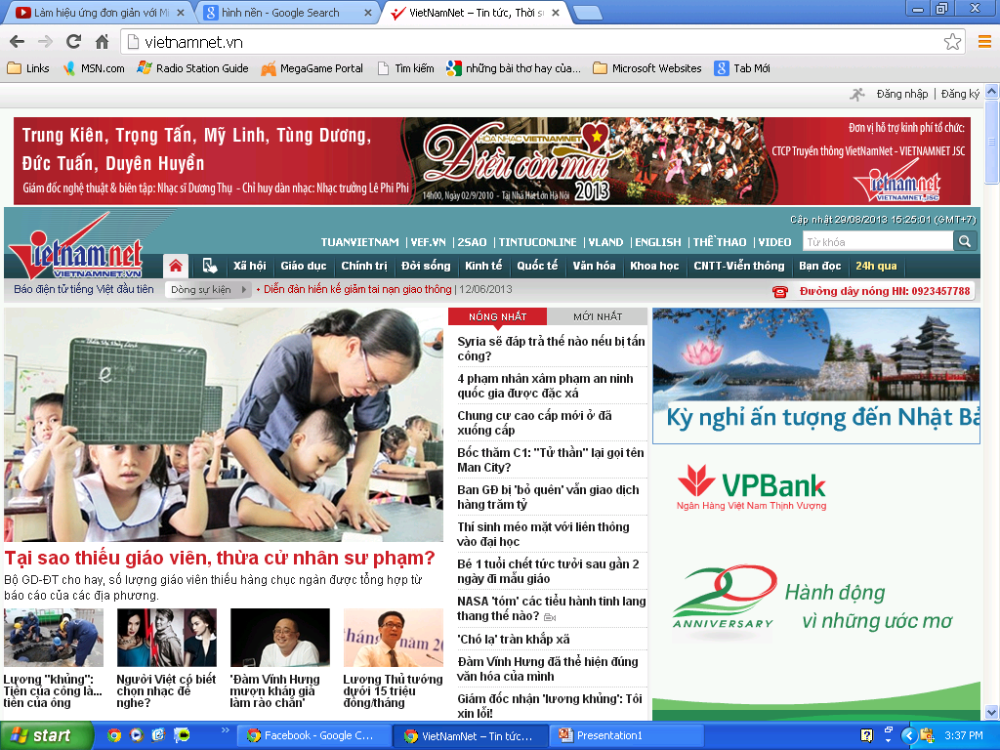 Làm hiệu ứng đơn giản với Mi
hình nền - Google Search
VietNamNet – Tin tức, Thời sự
vietnamnet.vn
Links
MSN.com
Radio Station Guide
MegaGame Portal
Tìm kiếm
những bài thơ hay của...
Microsoft Websites
Tab Mới
Đăng nhập | Đăng ký
Trung Kiên, Trọng Tấn, Mỹ Linh, Tùng Dương,
Đức Tuấn, Duyên Huyền
Giám đốc nghệ thuật & biên tập: Nhạc sĩ Dương Thụ - Chỉ huy dàn nhạc: Nhạc trưởng Lê Phi Phi
HÒA NHẠC VIETNAMNET
Điều còn mãi
2013
14h00, Ngày 02/9/2010 - Tại Nhà Hát Lớn Hà Nội
Đơn vị hỗ trợ kinh phí tổ chức:
CTCP Truyền thông VietNamNet - VIETNAMNET JSC
vietnamnet
VIETNAMNET.JSC
Cập nhật 29/08/2013 15:25:01 (GMT+7)
vietnamnet
TUANVIETNAM | VEF.VN | 2SAO | TINTUCONLINE | VLAND | ENGLISH | THỂ THAO | VIDEO
Từ khóa
Xã hội
Giáo dục
Chính trị
Đời sống
Kinh tế
Quốc tế
Văn hóa
Khoa học
CNTT-Viễn thông
Bạn đọc
24h qua
Báo điện tử tiếng Việt đầu tiên
Dòng sự kiện
Diễn đàn hiến kế giảm tai nạn giao thông | 12/06/2013
Đường dây nóng HN: 0923457788
e
Tại sao thiếu giáo viên, thừa cử nhân sư phạm?
Bộ GD-ĐT cho hay, số lượng giáo viên thiếu hàng chục ngàn được tổng hợp từ
báo cáo của các địa phương.
Lương "khủng":
Tiền của công là...
tiền của ông
Người Việt có biết
chọn nhạc để
nghe?
'Đàm Vĩnh Hưng
mượn khán giả
làm rào chắn'
Lương Thủ tướng
dưới 15 triệu
đồng/tháng
NÓNG NHẤT
MỚI NHẤT
Syria sẽ đáp trả thế nào nếu bị tấn
công?
4 phạm nhân xâm phạm an ninh
quốc gia được đặc xá
Chung cư cao cấp mới ở đã
xuống cấp
Bốc thăm C1: "Tử thần" lại gọi tên
Man City?
Ban GĐ bị 'bỏ quên' vẫn giao dịch
hàng trăm tỷ
Thí sinh méo mặt với liên thông
vào đại học
Bé 1 tuổi chết tức tưởi sau gần 2
ngày đi mẫu giáo
NASA 'tóm' các tiểu hành tinh lang
thang thế nào?
'Chó lạ' tràn khắp xã
Đàm Vĩnh Hưng đã thể hiện đúng
văn hóa của mình
Giám đốc nhận 'lương khủng': Tôi
xin lỗi!
Kỳ nghỉ ấn tượng đến Nhật Bả
VPBank
Ngân Hàng Việt Nam Thịnh Vượng
20
ANNIVERSARY
Hành động
vì những ước mơ
start
Facebook - Google C...
VietNamNet – Tin tức...
Presentation1
3:37 PM